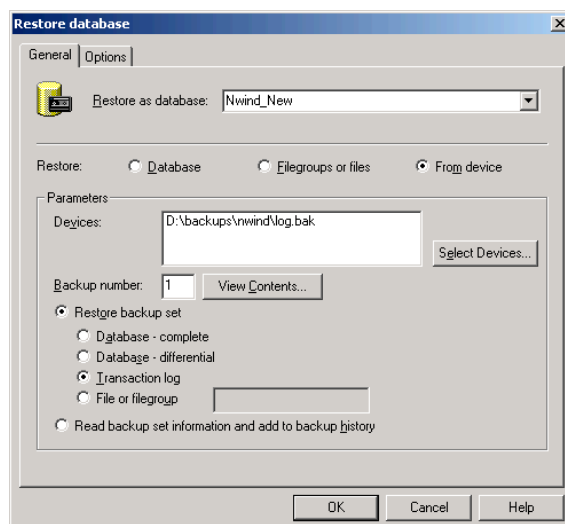 Restore database
General Options
Restore as database: Nwind_New
Restore: Database Filegroups or files From device
Parameters
Devices: D:\backups\nwind\log.bak
Select Devices...
Backup number: 1 View Contents...
Restore backup set
Database - complete
Database - differential
Transaction log
File or filegroup
Read backup set information and add to backup history
OK Cancel Help